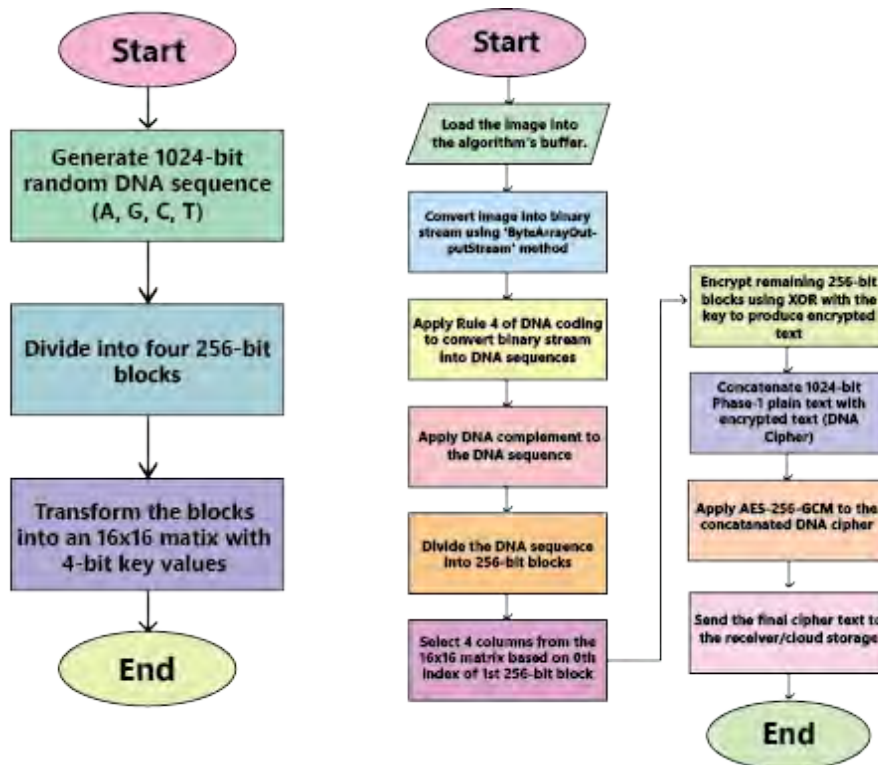 Start
Generate 1024-bit
random DNA sequence
(A, G, C, T)
Divide into four 256-bit
blocks
Transform the blocks
into an 16x16 matix with
4-bit key values
End
Start
Load the image into
the algorithm's buffer.
Convert image into binary
stream using 'ByteArrayOut-
putStream' method
Apply Rule 4 of DNA coding
to convert binary stream
into DNA sequences
Apply DNA complement to
the DNA sequence
Divide the DNA sequence
into 256-bit blocks
Select 4 columns from the
16x16 matrix based on 0th
index of 1st 256-bit block
Encrypt remaining 256-bit
blocks using XOR with the
key to produce encrypted
text
Concatenate 1024-bit
Phase-1 plain text with
encrypted text (DNA
Cipher)
Apply AES-256-GCM to the
concatanated DNA cipher
Send the final cipher text to
the receiver/cloud storage
End